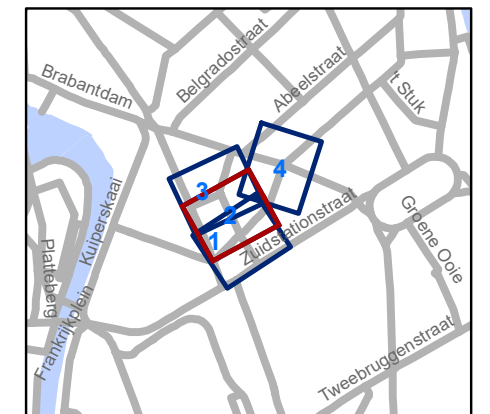 Belgradostraat
Abeelstraat
Brabantdam
't Stuk
4
3
2
1
Kuiperskaai
Zuidstationstraat
Groene Ooie
Platteberg
Frankrijkplein
Tweebruggenstraat